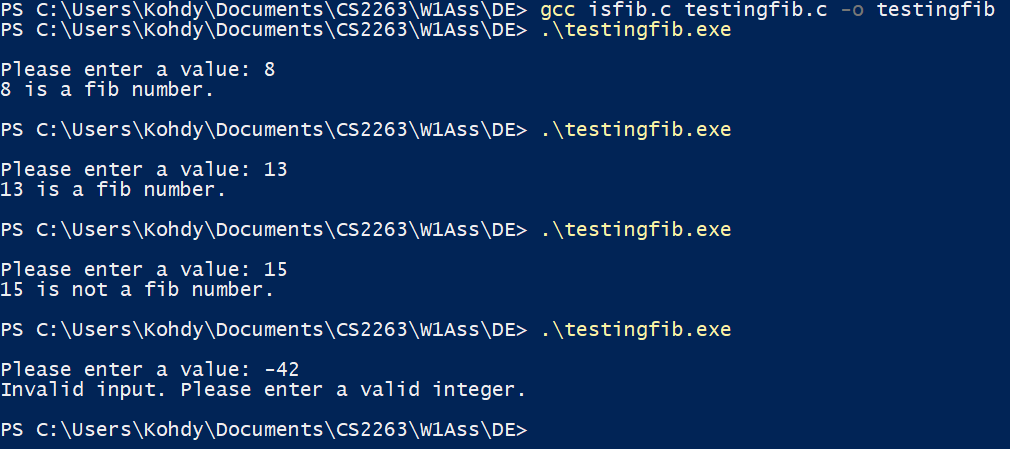 PS C:\Users\Kohdy\Documents\CS2263\W1Ass\DE> gcc isfib.c testingfib.c -o testingfib
PS C:\Users\Kohdy\Documents\CS2263\W1Ass\DE> .\testingfib.exe
Please enter a value: 8
8 is a fib number.
PS C:\Users\Kohdy\Documents\CS2263\W1Ass\DE> .\testingfib.exe
Please enter a value: 13
13 is a fib number.
PS C:\Users\Kohdy\Documents\CS2263\W1Ass\DE> .\testingfib.exe
Please enter a value: 15
15 is not a fib number.
PS C:\Users\Kohdy\Documents\CS2263\W1Ass\DE> .\testingfib.exe
Please enter a value: -42
Invalid input. Please enter a valid integer.
PS C:\Users\Kohdy\Documents\CS2263\W1Ass\DE>